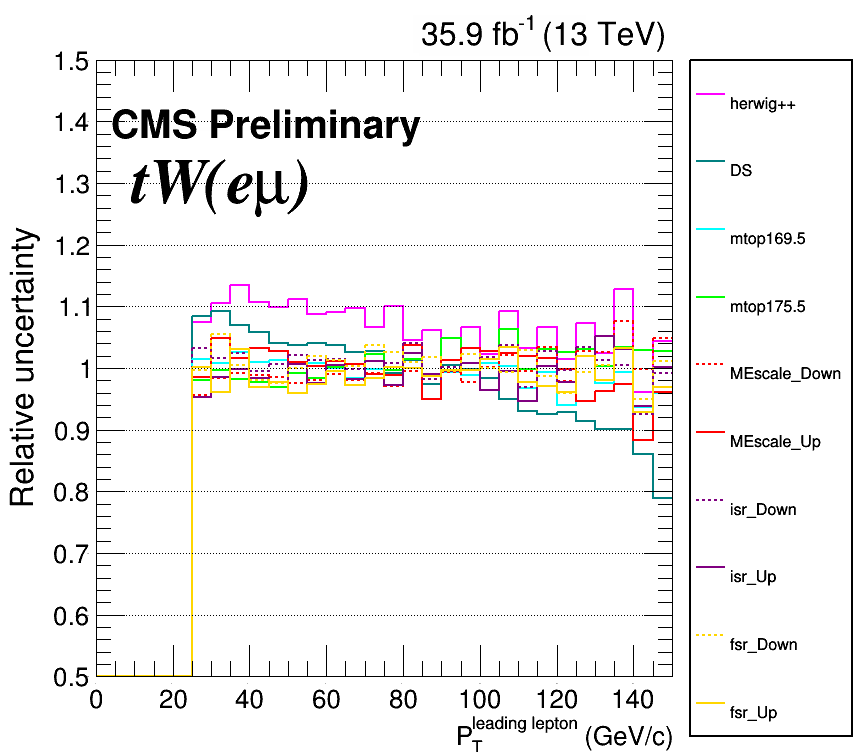 35.9 fb-1 (13 TeV)
1.5
1.4
1.3
1.2
1.1
1
0.9
0.8
0.7
0.6
0.5
Relative uncertainty
CMS Preliminary
tW(eμ)
0 20 40 60 80 100 120 140
PTleading lepton (GeV/c)
herwig++
DS
mtop169.5
mtop175.5
MEscale_Down
MEscale_Up
isr_Down
isr_Up
fsr_Down
fsr_Up